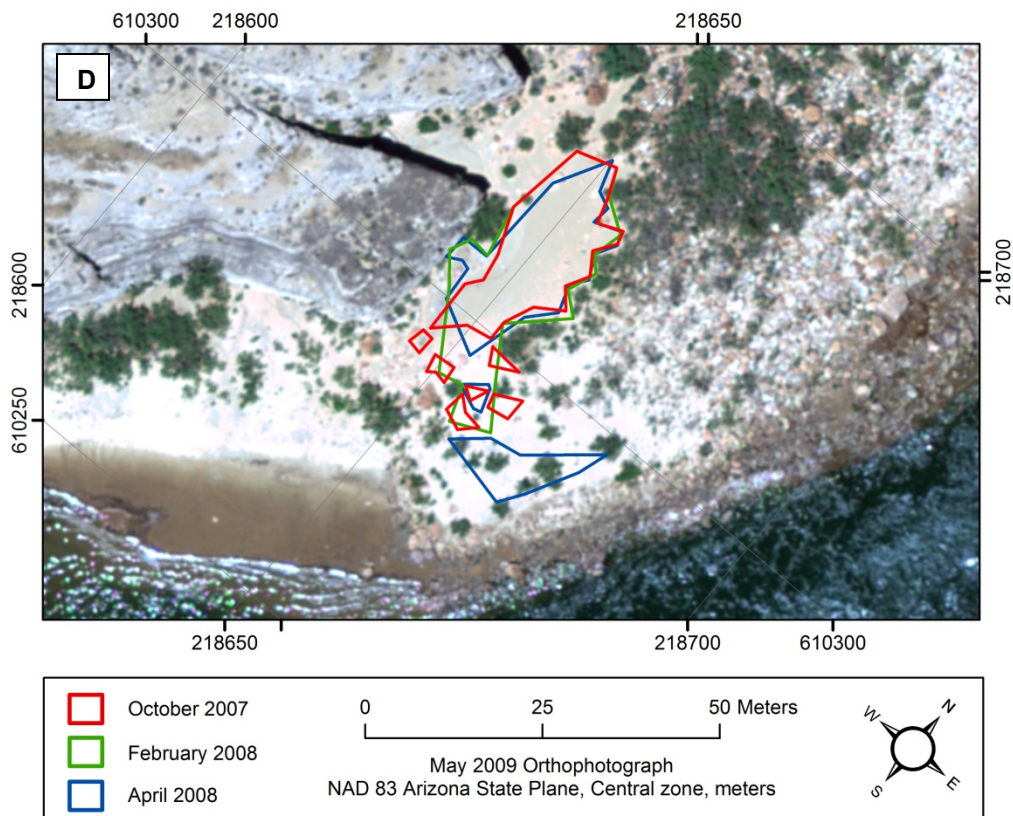 610300 218600 218650
D
218600
218700
610250
218650 218700 610300
October 2007
February 2008
April 2008
0 25 50 Meters
May 2009 Orthophotograph
NAD 83 Arizona State Plane, Central zone, meters
W N
S E